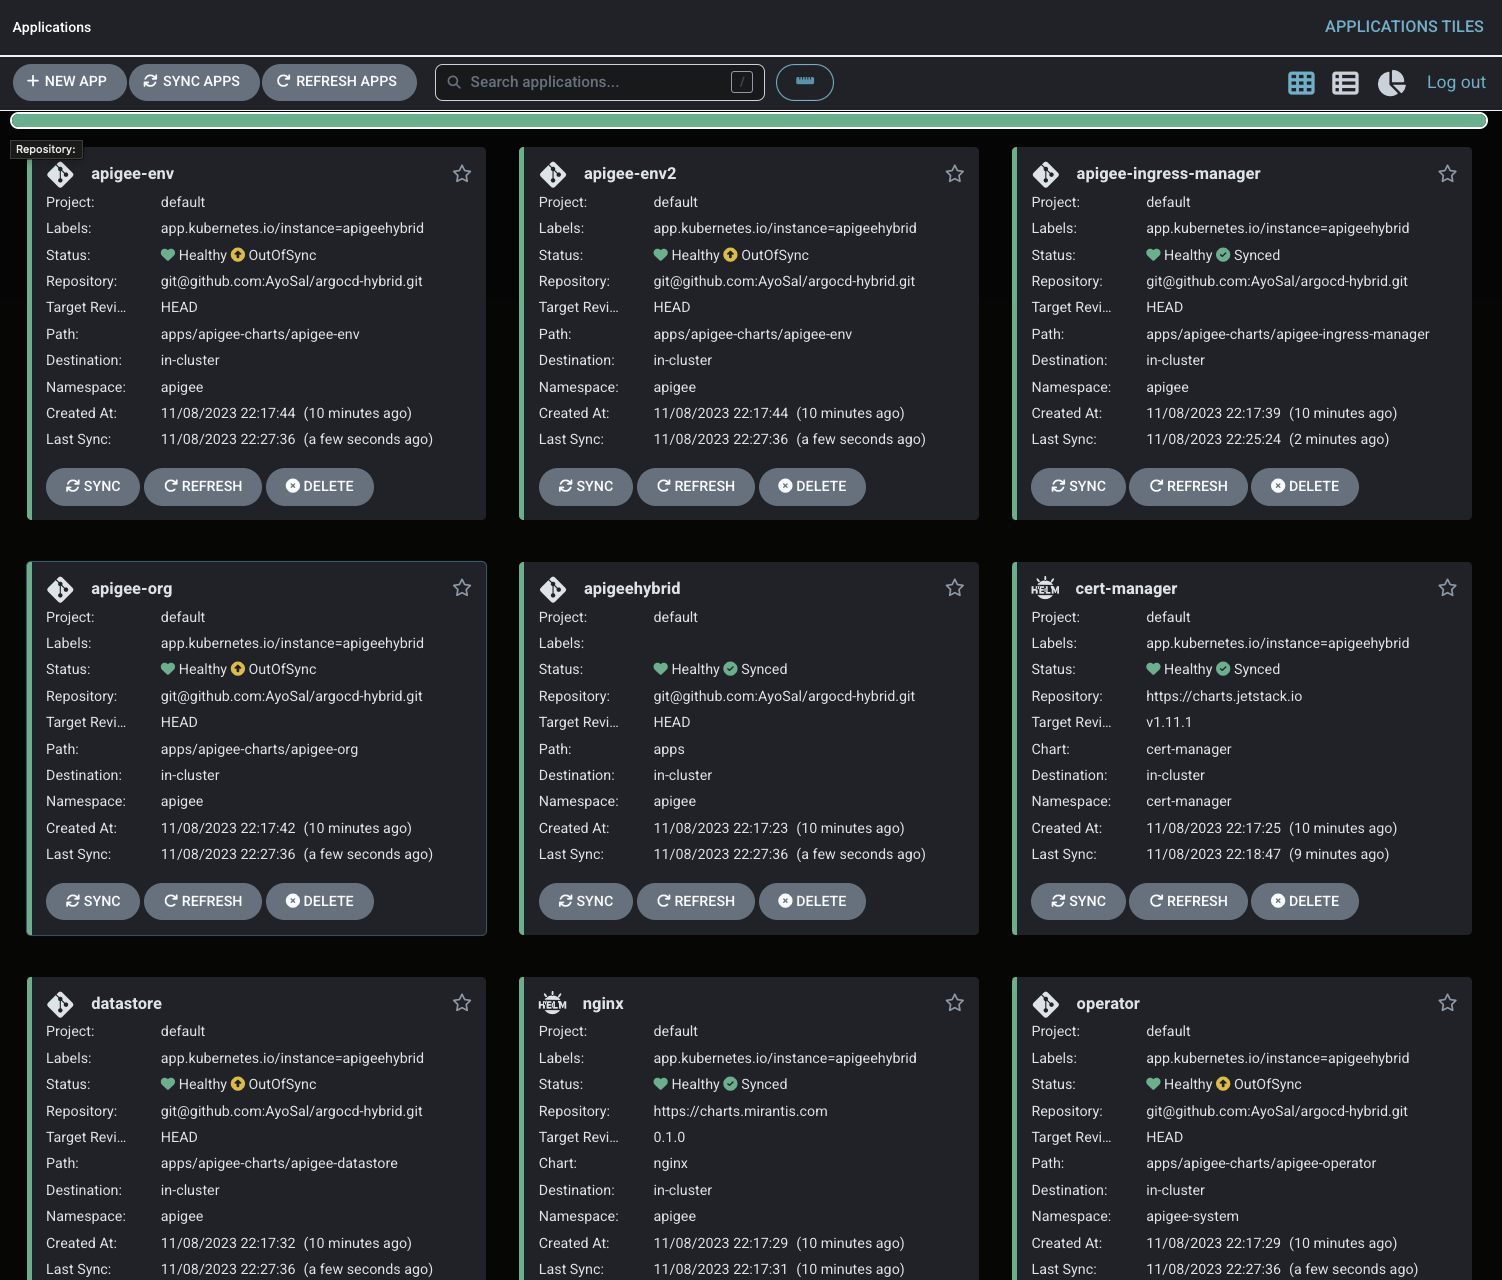 Applications
APPLICATIONS TILES
NEW APP
SYNC APPS
REFRESH APPS
Search applications...
/
Log out
Repository:
apigee-env
Project: default
Labels: app.kubernetes.io/instance=apigeehybrid
Status: Healthy OutOfSync
Repository: git@github.com:AyoSal/argocd-hybrid.git
Target Revi... HEAD
Path: apps/apigee-charts/apigee-env
Destination: in-cluster
Namespace: apigee
Created At: 11/08/2023 22:17:44 (10 minutes ago)
Last Sync: 11/08/2023 22:27:36 (a few seconds ago)
SYNC REFRESH DELETE
apigee-env2
Project: default
Labels: app.kubernetes.io/instance=apigeehybrid
Status: Healthy OutOfSync
Repository: git@github.com:AyoSal/argocd-hybrid.git
Target Revi... HEAD
Path: apps/apigee-charts/apigee-env
Destination: in-cluster
Namespace: apigee
Created At: 11/08/2023 22:17:44 (10 minutes ago)
Last Sync: 11/08/2023 22:27:36 (a few seconds ago)
SYNC REFRESH DELETE
apigee-ingress-manager
Project: default
Labels: app.kubernetes.io/instance=apigeehybrid
Status: Healthy Synced
Repository: git@github.com:AyoSal/argocd-hybrid.git
Target Revi... HEAD
Path: apps/apigee-charts/apigee-ingress-manager
Destination: in-cluster
Namespace: apigee
Created At: 11/08/2023 22:17:39 (10 minutes ago)
Last Sync: 11/08/2023 22:25:24 (2 minutes ago)
SYNC REFRESH DELETE
apigee-org
Project: default
Labels: app.kubernetes.io/instance=apigeehybrid
Status: Healthy OutOfSync
Repository: git@github.com:AyoSal/argocd-hybrid.git
Target Revi... HEAD
Path: apps/apigee-charts/apigee-org
Destination: in-cluster
Namespace: apigee
Created At: 11/08/2023 22:17:42 (10 minutes ago)
Last Sync: 11/08/2023 22:27:36 (a few seconds ago)
SYNC REFRESH DELETE
apigeehybrid
Project: default
Labels:
Status: Healthy Synced
Repository: git@github.com:AyoSal/argocd-hybrid.git
Target Revi... HEAD
Path: apps
Destination: in-cluster
Namespace: apigee
Created At: 11/08/2023 22:17:23 (10 minutes ago)
Last Sync: 11/08/2023 22:27:36 (a few seconds ago)
SYNC REFRESH DELETE
HELM cert-manager
Project: default
Labels: app.kubernetes.io/instance=apigeehybrid
Status: Healthy Synced
Repository: https://charts.jetstack.io
Target Revi... v1.11.1
Chart: cert-manager
Destination: in-cluster
Namespace: cert-manager
Created At: 11/08/2023 22:17:25 (10 minutes ago)
Last Sync: 11/08/2023 22:18:47 (9 minutes ago)
SYNC REFRESH DELETE
datastore
Project: default
Labels: app.kubernetes.io/instance=apigeehybrid
Status: Healthy OutOfSync
Repository: git@github.com:AyoSal/argocd-hybrid.git
Target Revi... HEAD
Path: apps/apigee-charts/apigee-datastore
Destination: in-cluster
Namespace: apigee
Created At: 11/08/2023 22:17:32 (10 minutes ago)
Last Sync: 11/08/2023 22:27:36 (a few seconds ago)
HELM nginx
Project: default
Labels: app.kubernetes.io/instance=apigeehybrid
Status: Healthy Synced
Repository: https://charts.mirantis.com
Target Revi... 0.1.0
Chart: nginx
Destination: in-cluster
Namespace: apigee
Created At: 11/08/2023 22:17:29 (10 minutes ago)
Last Sync: 11/08/2023 22:17:31 (10 minutes ago)
operator
Project: default
Labels: app.kubernetes.io/instance=apigeehybrid
Status: Healthy OutOfSync
Repository: git@github.com:AyoSal/argocd-hybrid.git
Target Revi... HEAD
Path: apps/apigee-charts/apigee-operator
Destination: in-cluster
Namespace: apigee-system
Created At: 11/08/2023 22:17:29 (10 minutes ago)
Last Sync: 11/08/2023 22:27:36 (a few seconds ago)